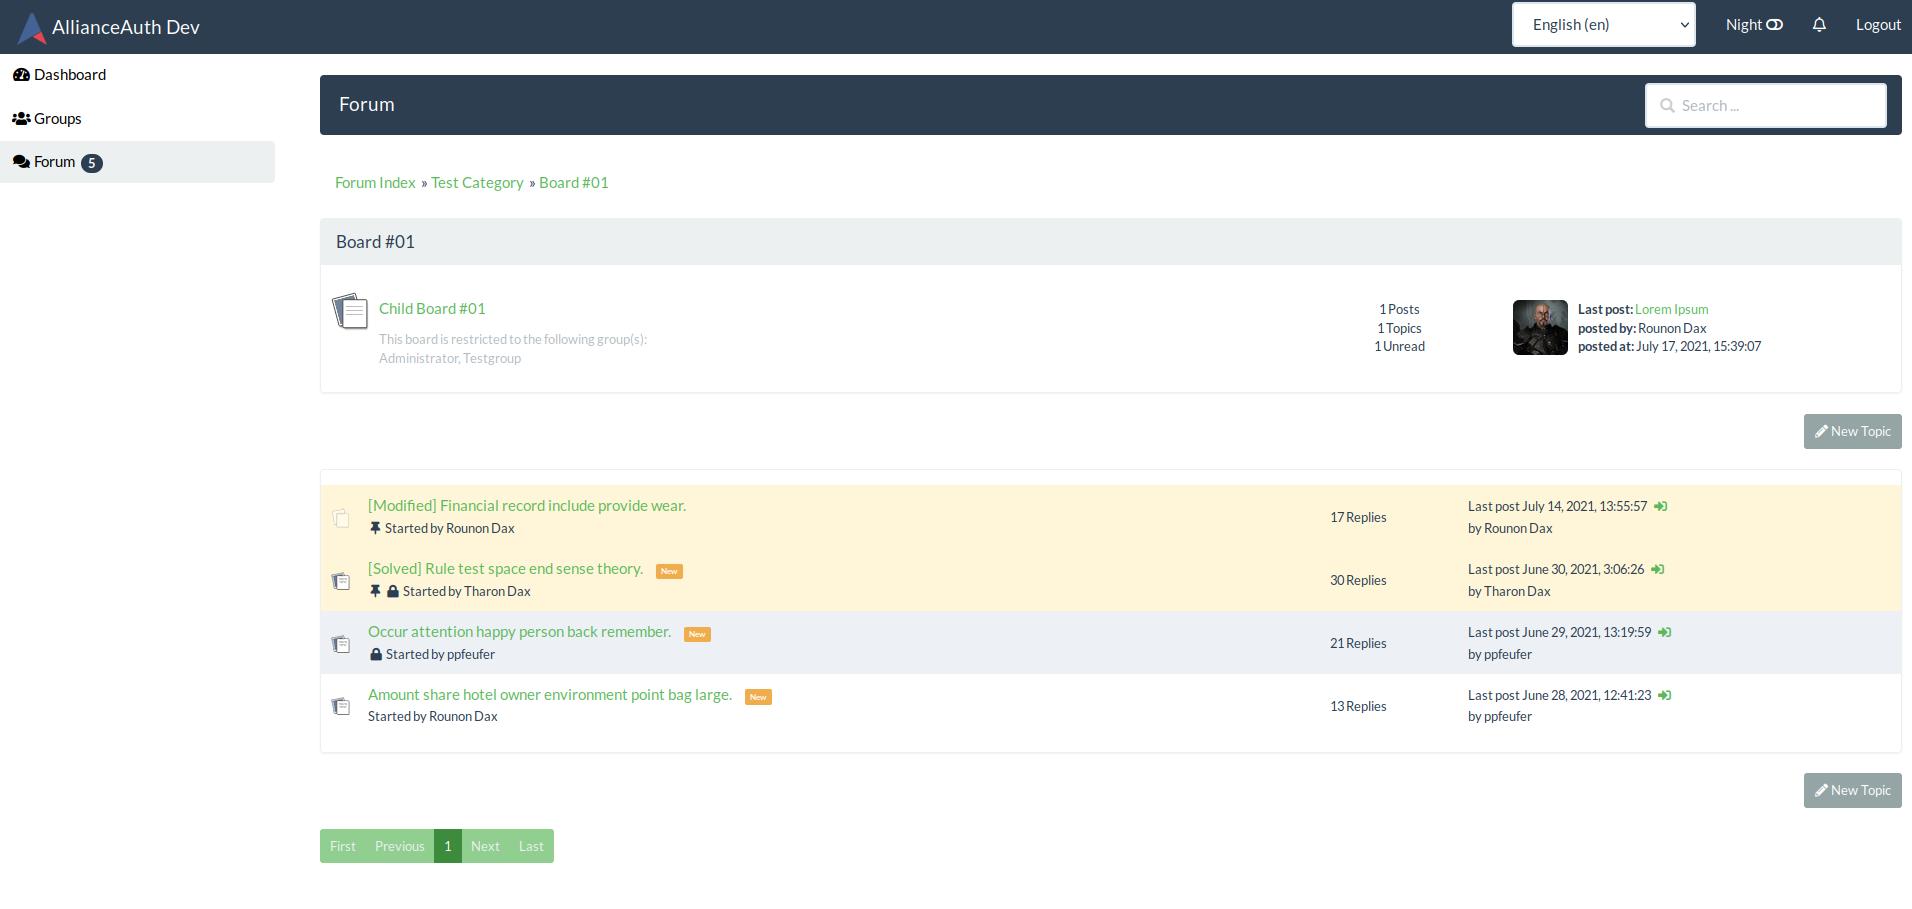 AllianceAuth Dev
English (en)
Night
Logout
Dashboard
Groups
Forum 5
Forum
Search ...
Forum Index » Test Category » Board #01
Board #01
Child Board #01
This board is restricted to the following group(s):
Administrator, Testgroup
1 Posts
1 Topics
1 Unread
Last post: Lorem Ipsum
posted by: Rounon Dax
posted at: July 17, 2021, 15:39:07
New Topic
[Modified] Financial record include provide wear.
Started by Rounon Dax
17 Replies
Last post July 14, 2021, 13:55:57
by Rounon Dax
[Solved] Rule test space end sense theory. New
Started by Tharon Dax
30 Replies
Last post June 30, 2021, 3:06:26
by Tharon Dax
Occur attention happy person back remember. New
Started by ppfeufer
21 Replies
Last post June 29, 2021, 13:19:59
by ppfeufer
Amount share hotel owner environment point bag large. New
Started by Rounon Dax
13 Replies
Last post June 28, 2021, 12:41:23
by ppfeufer
New Topic
First Previous 1 Next Last